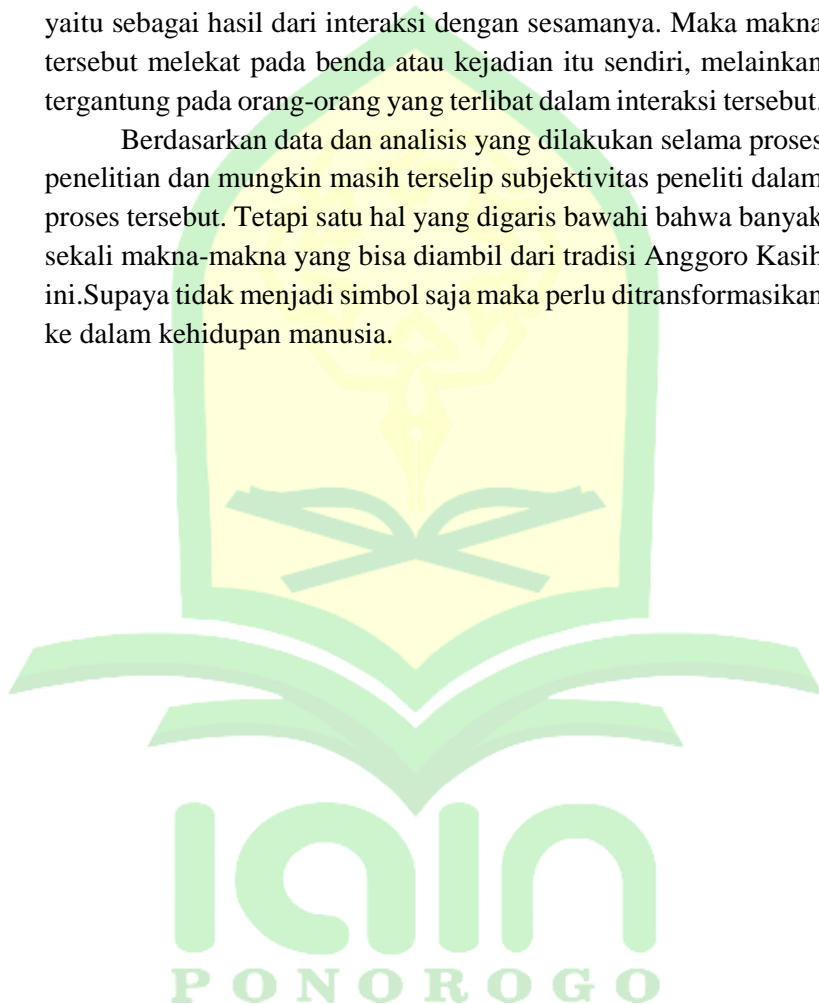 yaitu sebagai hasil dari interaksi dengan sesamanya. Maka makna
tersebut melekat pada benda atau kejadian itu sendiri, melainkan
tergantung pada orang-orang yang terlibat dalam interaksi tersebut.
Berdasarkan data dan analisis yang dilakukan selama proses
penelitian dan mungkin masih terselip subjektivitas peneliti dalam
proses tersebut. Tetapi satu hal yang digaris bawahi bahwa banyak
sekali makna-makna yang bisa diambil dari tradisi Anggoro Kasih
ini.Supaya tidak menjadi simbol saja maka perlu ditransformasikan
ke dalam kehidupan manusia.
IAIN
PONOROGO